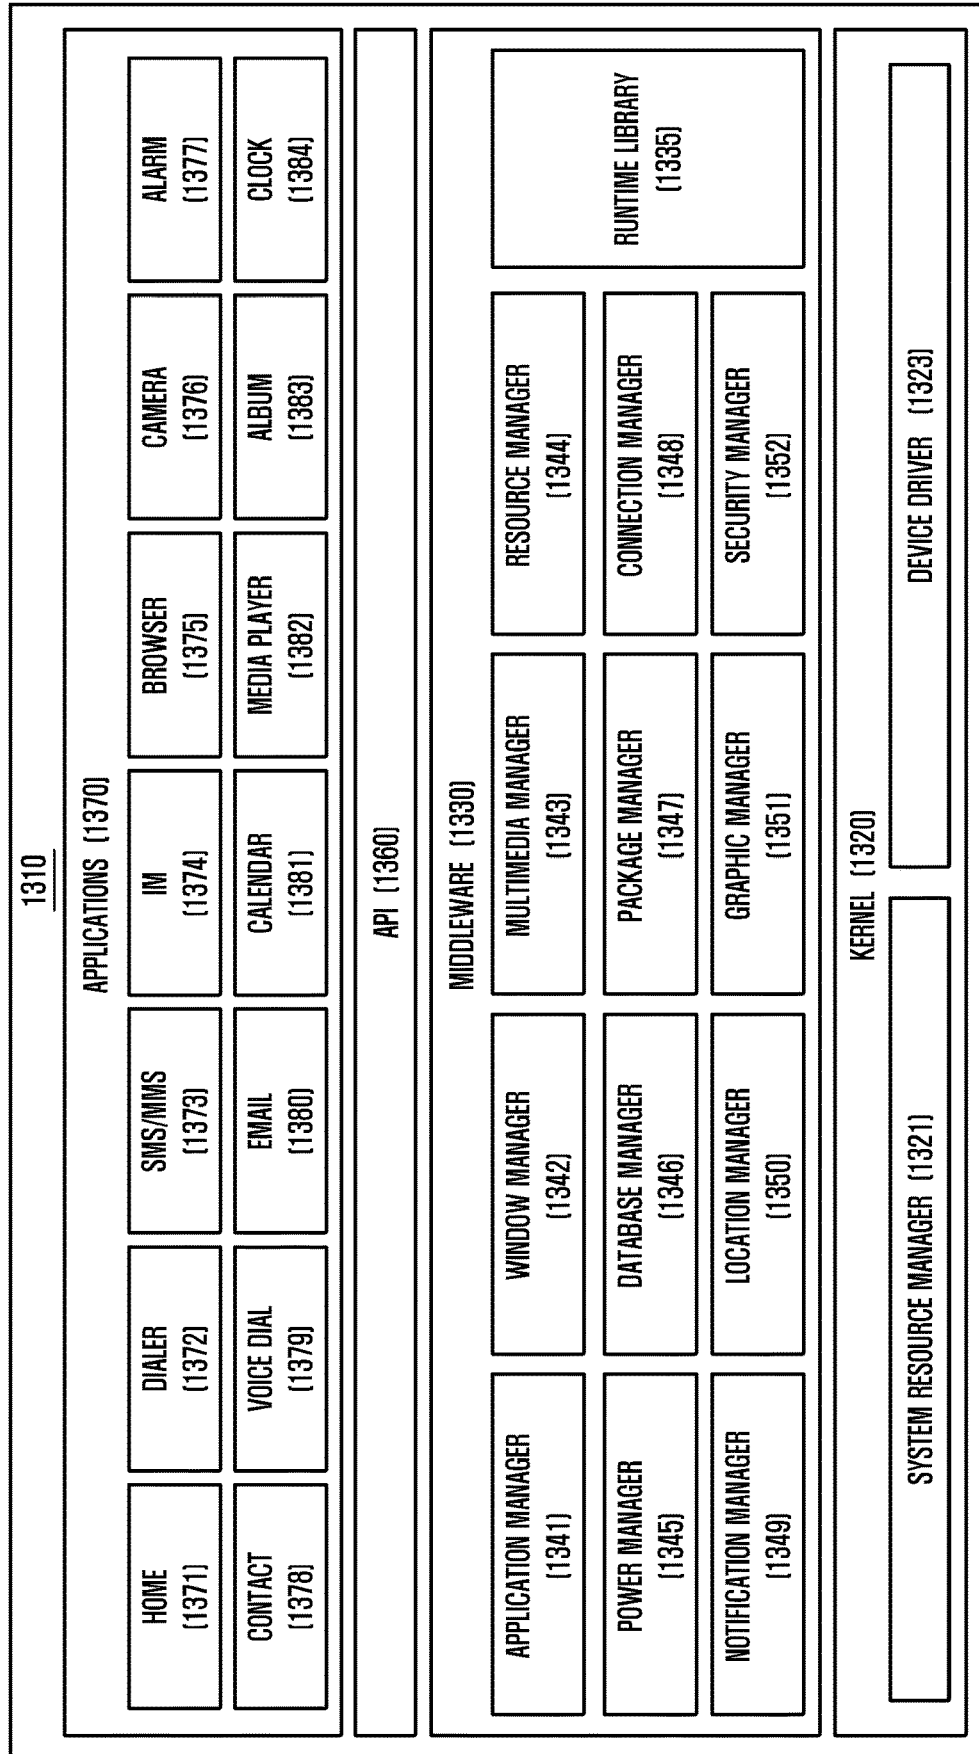 1310
APPLICATIONS (1370)
HOME
(1371)
DIALER
(1372)
SMS/MMS
(1373)
IM
(1374)
BROWSER
(1375)
CAMERA
(1376)
ALARM
(1377)
CONTACT
(1378)
VOICE DIAL
(1379)
EMAIL
(1380)
CALENDAR
(1381)
MEDIA PLAYER
(1382)
ALBUM
(1383)
CLOCK
(1384)
API (1360)
MIDDLEWARE (1330)
APPLICATION MANAGER
(1341)
WINDOW MANAGER
(1342)
MULTIMEDIA MANAGER
(1343)
RESOURCE MANAGER
(1344)
RUNTIME LIBRARY
(1335)
POWER MANAGER
(1345)
DATABASE MANAGER
(1346)
PACKAGE MANAGER
(1347)
CONNECTION MANAGER
(1348)
NOTIFICATION MANAGER
(1349)
LOCATION MANAGER
(1350)
GRAPHIC MANAGER
(1351)
SECURITY MANAGER
(1352)
KERNEL (1320)
SYSTEM RESOURCE MANAGER (1321)
DEVICE DRIVER (1323)